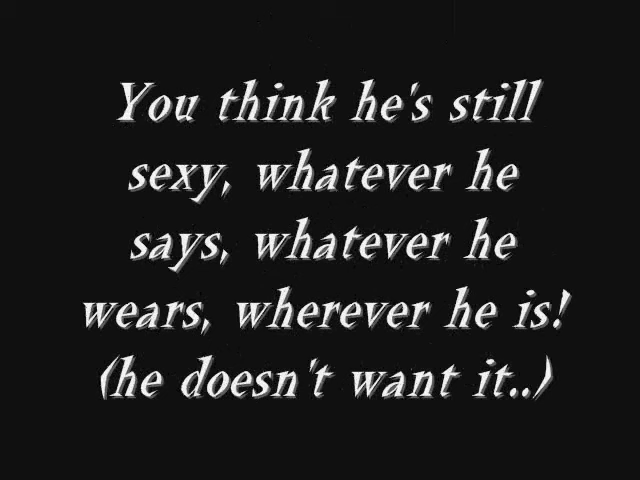 You think he's still
sexy, whatever he
says, whatever he
wears, wherever he is!
(he doesn't want it..)